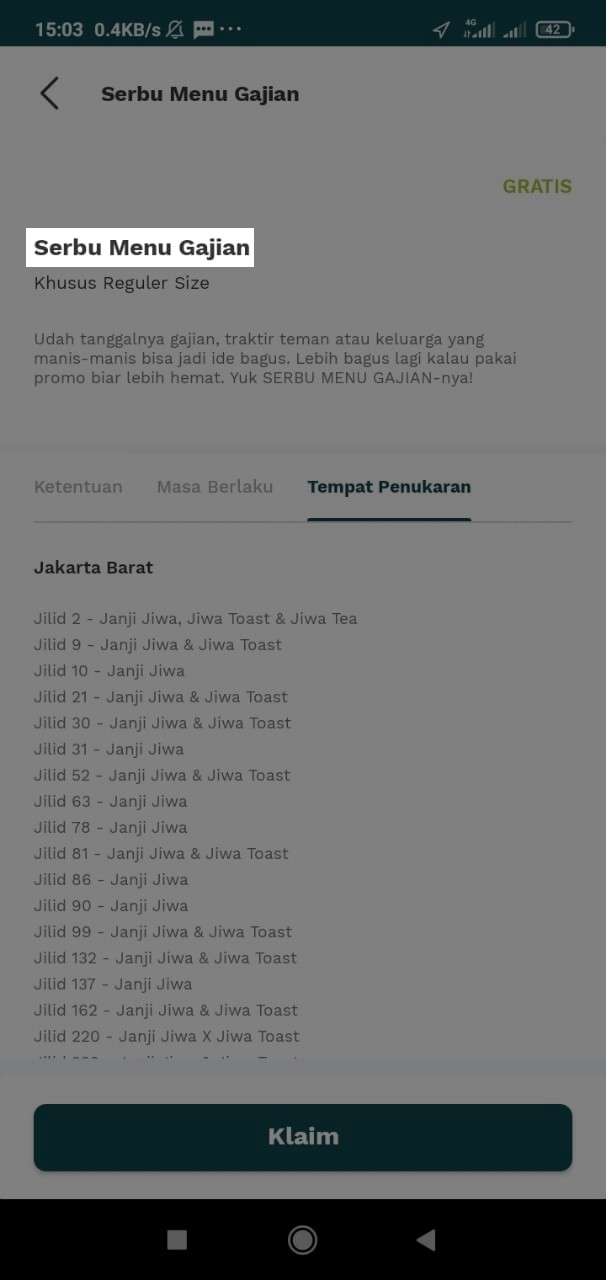 15:03 0.4KB/s ...
4G 42
Serbu Menu Gajian
GRATIS
Serbu Menu Gajian
Khusus Reguler Size
Udah tanggalnya gajian, traktir teman atau keluarga yang
manis-manis bisa jadi ide bagus. Lebih bagus lagi kalau pakai
promo biar lebih hemat. Yuk SERBU MENU GAJIAN-nya!
Ketentuan Masa Berlaku Tempat Penukaran
Jakarta Barat
Jilid 2 - Janji Jiwa, Jiwa Toast & Jiwa Tea
Jilid 9 - Janji Jiwa & Jiwa Toast
Jilid 10 - Janji Jiwa
Jilid 21 - Janji Jiwa & Jiwa Toast
Jilid 30 - Janji Jiwa & Jiwa Toast
Jilid 31 - Janji Jiwa
Jilid 52 - Janji Jiwa & Jiwa Toast
Jilid 63 - Janji Jiwa
Jilid 78 - Janji Jiwa
Jilid 81 - Janji Jiwa & Jiwa Toast
Jilid 86 - Janji Jiwa
Jilid 90 - Janji Jiwa
Jilid 99 - Janji Jiwa & Jiwa Toast
Jilid 132 - Janji Jiwa & Jiwa Toast
Jilid 137 - Janji Jiwa
Jilid 162 - Janji Jiwa & Jiwa Toast
Jilid 220 - Janji Jiwa X Jiwa Toast
Klaim